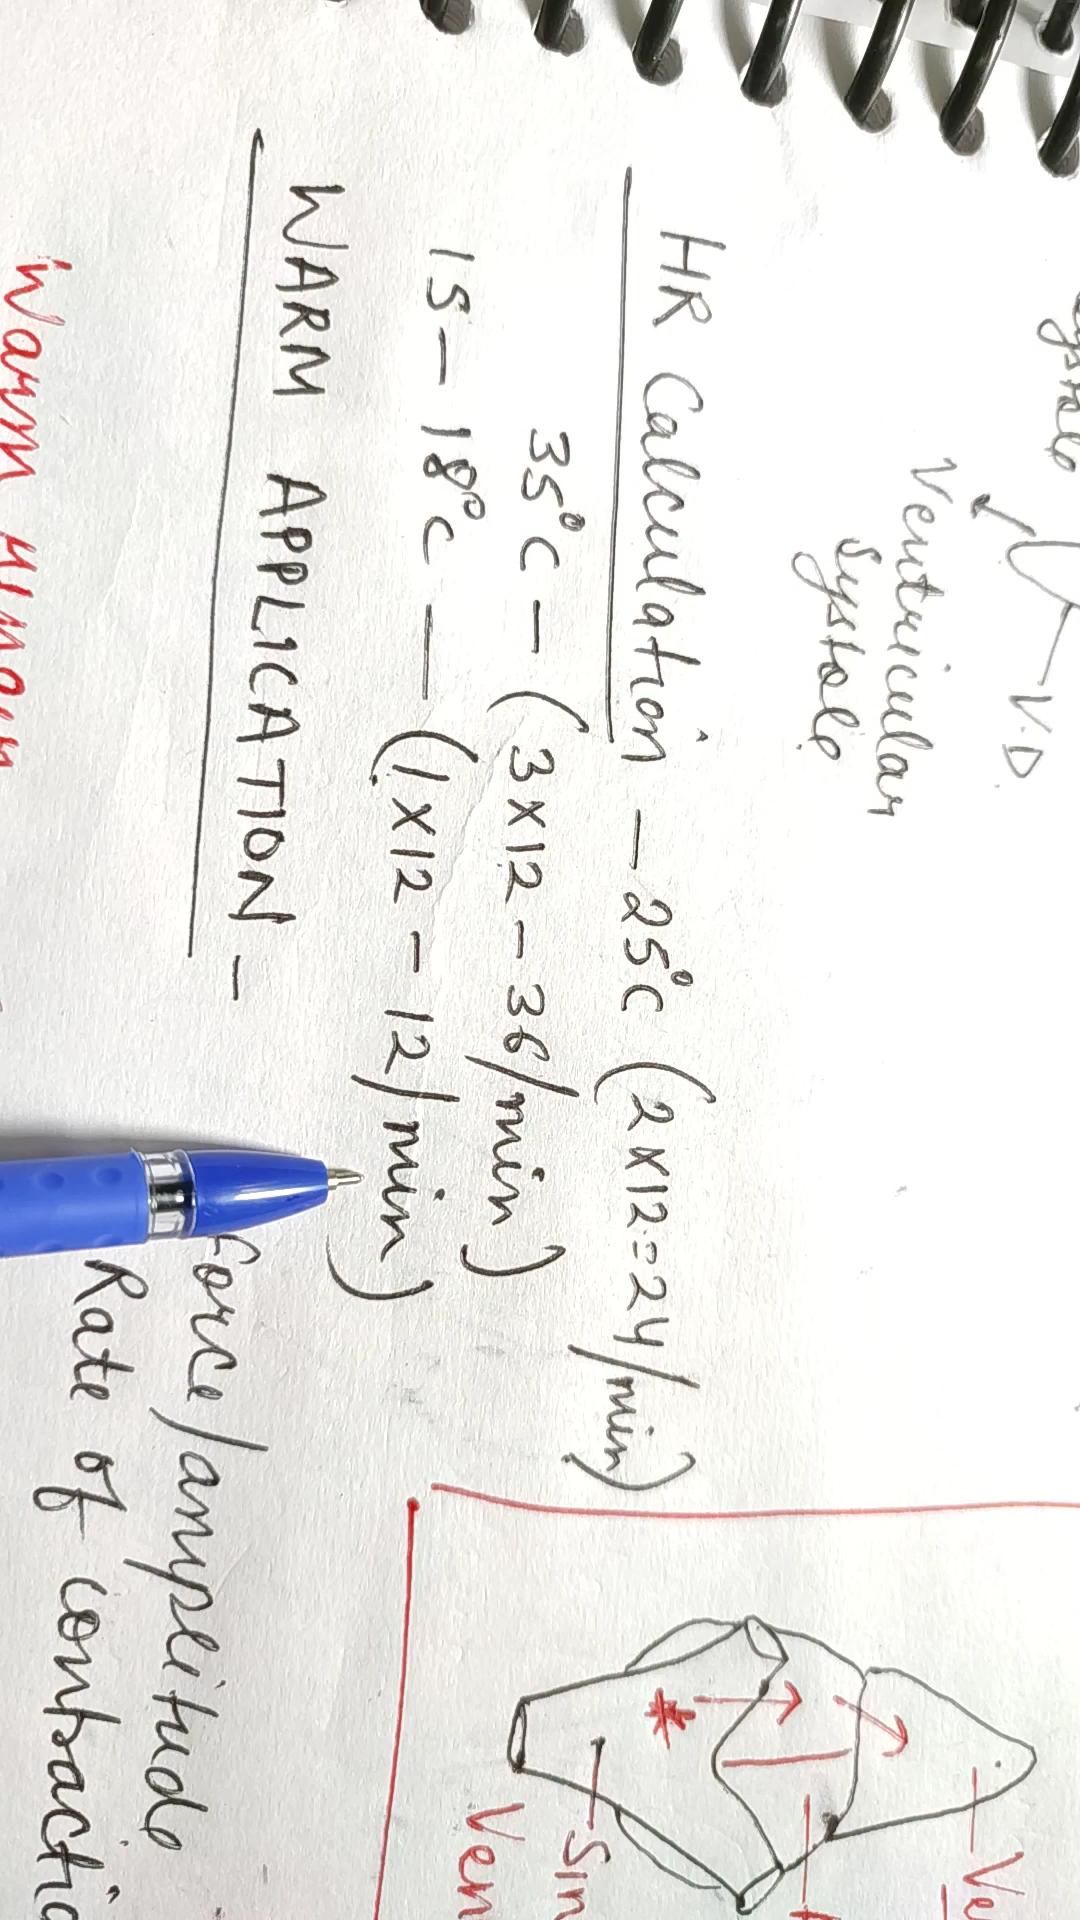 V.D
Ventricular
Systole
HR Calculation – 25°C (2×12=24/min)
35°C – (3×12 – 36/min)
15 – 18°C — (1×12 – 12/min)
WARM APPLICATION –
Force/amplitude
Rate of
Warm
Sin
Ven
Ve